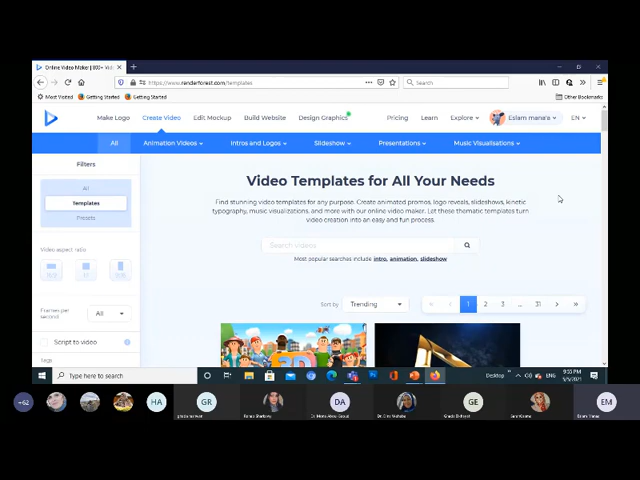 Online Video Maker | 800+ Vid
https://www.renderforest.com/templates
Search
Most Visited
Getting Started
Getting Started
Other Bookmarks
Make Logo
Create Video
Edit Mockup
Build Website
Design Graphics
Pricing
Learn
Explore
Eslam mana'a
EN
All
Animation Videos
Intros and Logos
Slideshow
Presentations
Music Visualisations
Filters
All
Templates
Presets
Video Templates for All Your Needs
Find stunning video templates for any purpose. Create animated promos, logo reveals, slideshows, kinetic
typography, music visualizations, and more with our online video maker. Let these thematic templates turn
video creation into an easy and fun process.
Search videos
Most popular searches include intro, animation, slideshow
Video aspect ratio
Frames per
second
All
Sort by
Trending
1 2 3 ... 31
Script to video
Tags
3D
Type here to search
Desktop
ENG
+62
HA
GR
DA
GE
EM